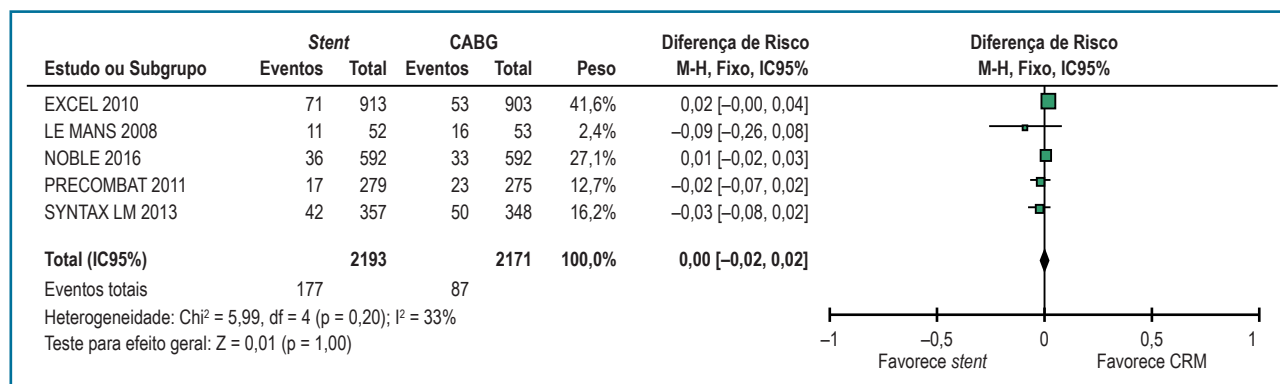 Stent CABG Diferença de Risco Diferença de Risco
Estudo ou Subgrupo Eventos Total Eventos Total Peso M-H, Fixo, IC95% M-H, Fixo, IC95%
EXCEL 2010 71 913 53 903 41,6% 0,02 [–0,00, 0,04]
LE MANS 2008 11 52 16 53 2,4% –0,09 [–0,26, 0,08]
NOBLE 2016 36 592 33 592 27,1% 0,01 [–0,02, 0,03]
PRECOMBAT 2011 17 279 23 275 12,7% –0,02 [–0,07, 0,02]
SYNTAX LM 2013 42 357 50 348 16,2% –0,03 [–0,08, 0,02]
Total (IC95%) 2193 2171 100,0% 0,00 [–0,02, 0,02]
Eventos totais 177 87
Heterogeneidade: Chi² = 5,99, df = 4 (p = 0,20); I² = 33%
Teste para efeito geral: Z = 0,01 (p = 1,00)
–1 –0,5 0 0,5 1
Favorece stent Favorece CRM